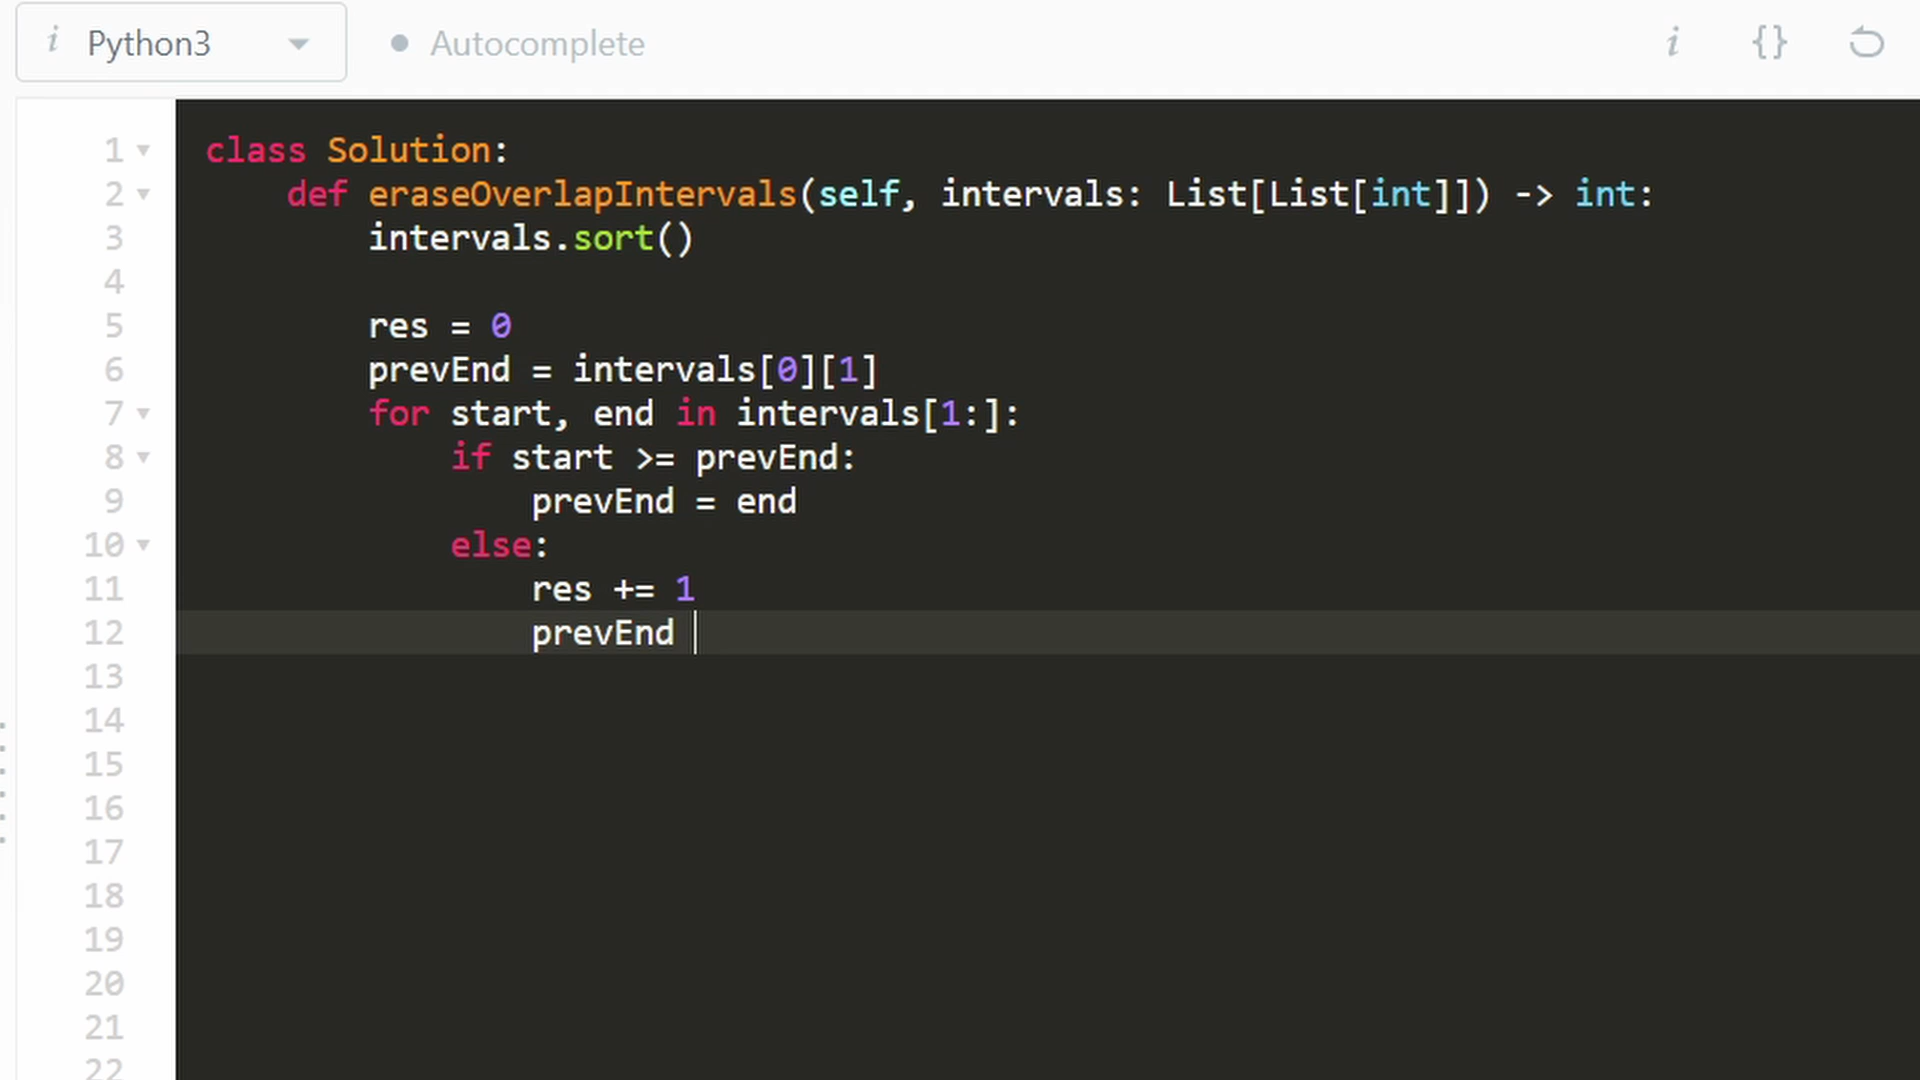 i Python3 Autocomplete i {}
1 class Solution:
2 def eraseOverlapIntervals(self, intervals: List[List[int]]) -> int:
3 intervals.sort()
4
5 res = 0
6 prevEnd = intervals[0][1]
7 for start, end in intervals[1:]:
8 if start >= prevEnd:
9 prevEnd = end
10 else:
11 res += 1
12 prevEnd
13
14
15
16
17
18
19
20
21
22